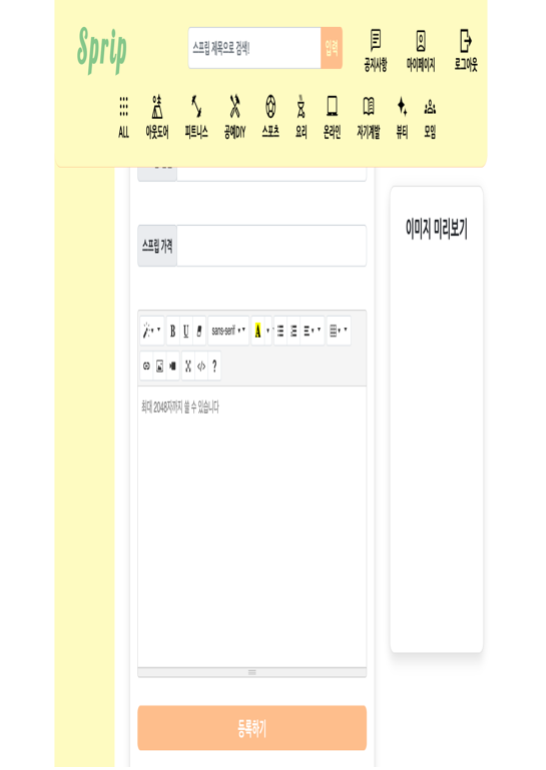 Sprip
스프립 제목으로 검색!
입력
공지사항
마이페이지
로그아웃
ALL
아웃도어
피트니스
공예DIY
스포츠
요리
온라인
자기계발
뷰티
모임
이미지 미리보기
스프립 가격
B U sans-serif A
?
최대 2048자까지 쓸 수 있습니다
등록하기